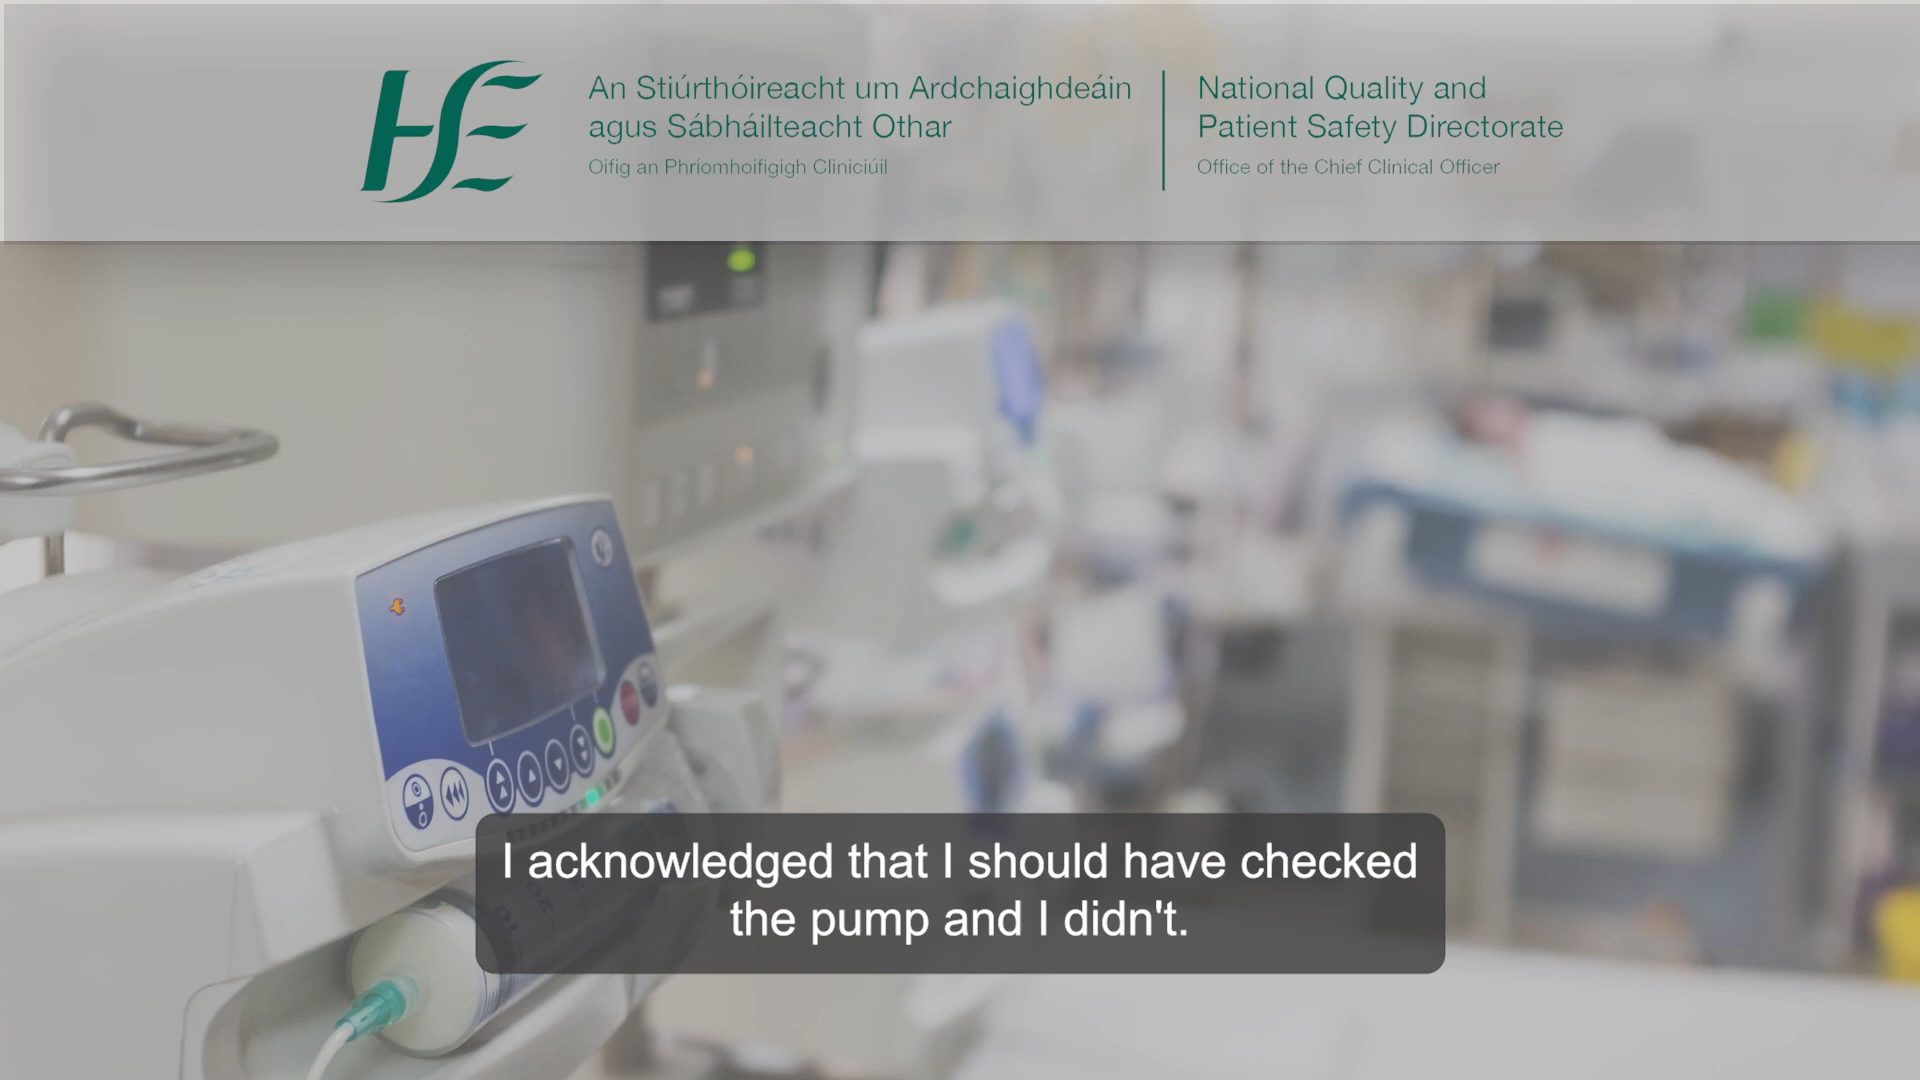 HSE
An Stiúrthóireacht um Ardchaighdeáin
agus Sábháilteacht Othar
Oifig an Phríomhoifigigh Cliniciúil
National Quality and
Patient Safety Directorate
Office of the Chief Clinical Officer
I acknowledged that I should have checked
the pump and I didn't.